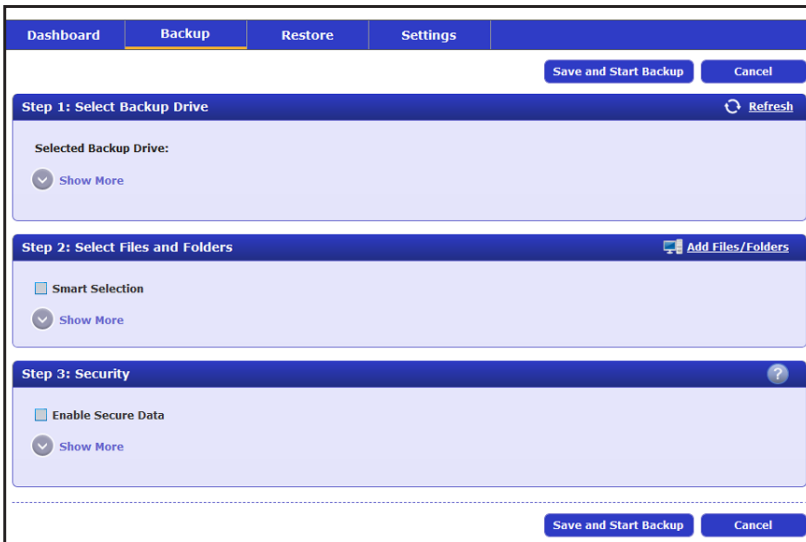 Dashboard Backup Restore Settings
Save and Start Backup Cancel
Step 1: Select Backup Drive Refresh
Selected Backup Drive:
Show More
Step 2: Select Files and Folders Add Files/Folders
Smart Selection
Show More
Step 3: Security ?
Enable Secure Data
Show More
Save and Start Backup Cancel